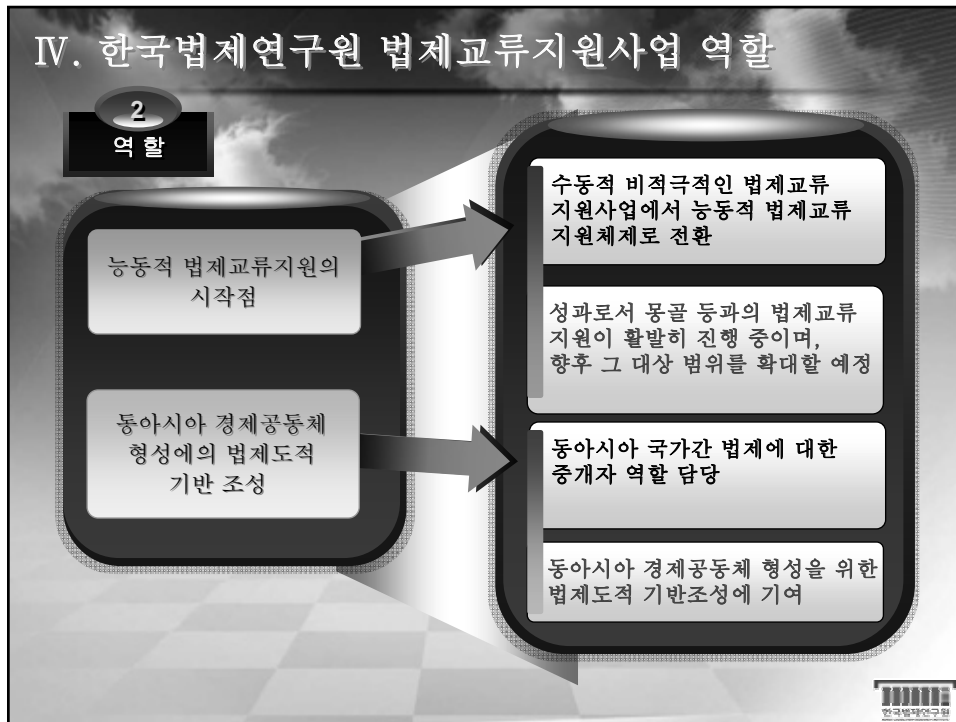 Ⅳ. 한국법제연구원 법제교류지원사업 역할
2
역 할
능동적 법제교류지원의
시작점
동아시아 경제공동체
형성에의 법제도적
기반 조성
수동적 비적극적인 법제교류
지원사업에서 능동적 법제교류
지원체제로 전환
성과로서 몽골 등과의 법제교류
지원이 활발히 진행 중이며,
향후 그 대상 범위를 확대할 예정
동아시아 국가간 법제에 대한
중개자 역할 담당
동아시아 경제공동체 형성을 위한
법제도적 기반조성에 기여
한국법제연구원